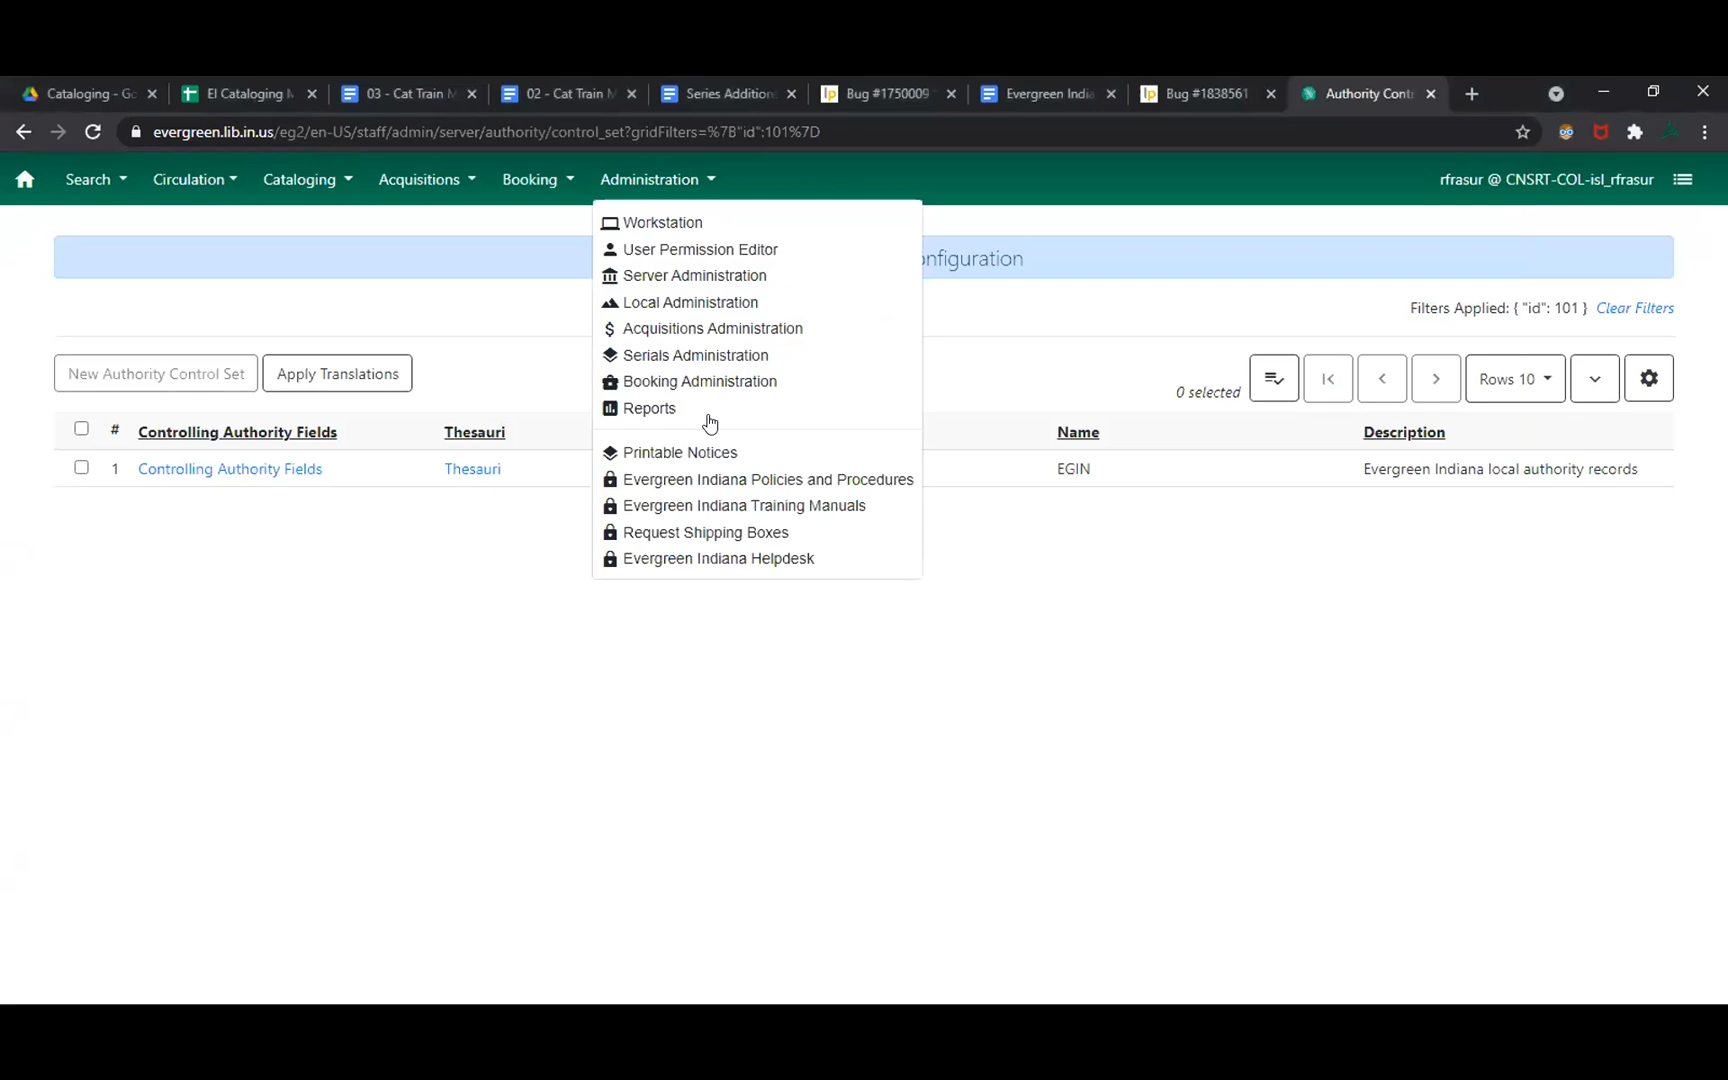 Cataloging - Go
EI Cataloging M
03 - Cat Train M
02 - Cat Train M
Series Addition
Bug #1750009
Evergreen India
Bug #1838561
Authority Contr
evergreen.lib.in.us/eg2/en-US/staff/admin/server/authority/control_set?gridFilters=%7B"id":101%7D
Search Circulation Cataloging Acquisitions Booking Administration rfrasur @ CNSRT-COL-isl_rfrasur
Workstation
User Permission Editor
Server Administration
Local Administration
Acquisitions Administration
Serials Administration
Booking Administration
Reports
Printable Notices
Evergreen Indiana Policies and Procedures
Evergreen Indiana Training Manuals
Request Shipping Boxes
Evergreen Indiana Helpdesk
nfiguration
Filters Applied: { "id": 101 } Clear Filters
New Authority Control Set Apply Translations
0 selected Rows 10
# Controlling Authority Fields Thesauri Name Description
1 Controlling Authority Fields Thesauri EGIN Evergreen Indiana local authority records